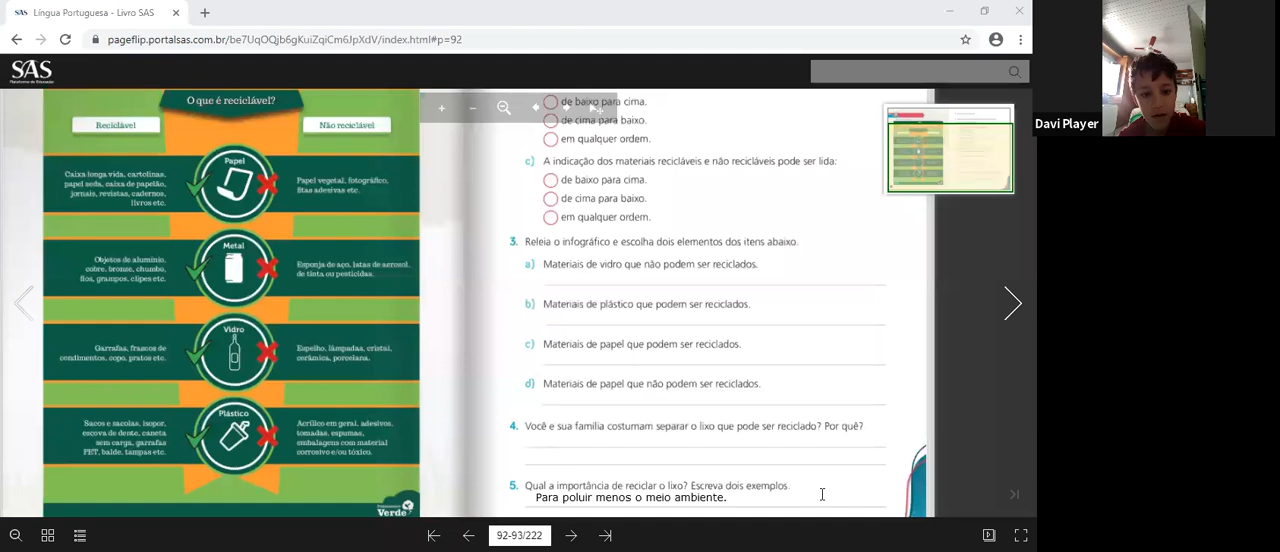 SAS Língua Portuguesa - Livro SAS
pageflip.portalsas.com.br/be7UqOQjb6gKuiZqiCm6JpXdV/index.html#p=92
SAS
Plataforma de Educação
O que é reciclável?
Reciclável
Não reciclável
Papel
Caixa longa vida, cartolinas,
papel seda, caixa de papelão,
jornais, revistas, cadernos,
livros etc.
Papel vegetal, fotográfico,
fitas adesivas etc.
Metal
Objetos de alumínio,
cobre, bronze, chumbo,
fios, grampos, clipes etc.
Esponja de aço, latas de aerosol,
de tinta ou pesticidas.
Vidro
Garrafas, frascos de
condimentos, copo, pratos etc.
Espelho, lâmpadas, cristal,
cerâmica, porcelana.
Plástico
Sacos e sacolas, isopor,
escova de dente, caneta
sem carga, garrafas
PET, balde, tampas etc.
Acrílico em geral, adesivos,
tomadas, espumas,
embalagens com material
corrosivo e/ou tóxico.
Verde
de baixo para cima.
de cima para baixo.
em qualquer ordem.
c) A indicação dos materiais recicláveis e não recicláveis pode ser lida:
de baixo para cima.
de cima para baixo.
em qualquer ordem.
3. Releia o infográfico e escolha dois elementos dos itens abaixo.
a) Materiais de vidro que não podem ser reciclados.
b) Materiais de plástico que podem ser reciclados.
c) Materiais de papel que podem ser reciclados.
d) Materiais de papel que não podem ser reciclados.
4. Você e sua família costumam separar o lixo que pode ser reciclado? Por quê?
5. Qual a importância de reciclar o lixo? Escreva dois exemplos.
Para poluir menos o meio ambiente.
92-93/222
Davi Player